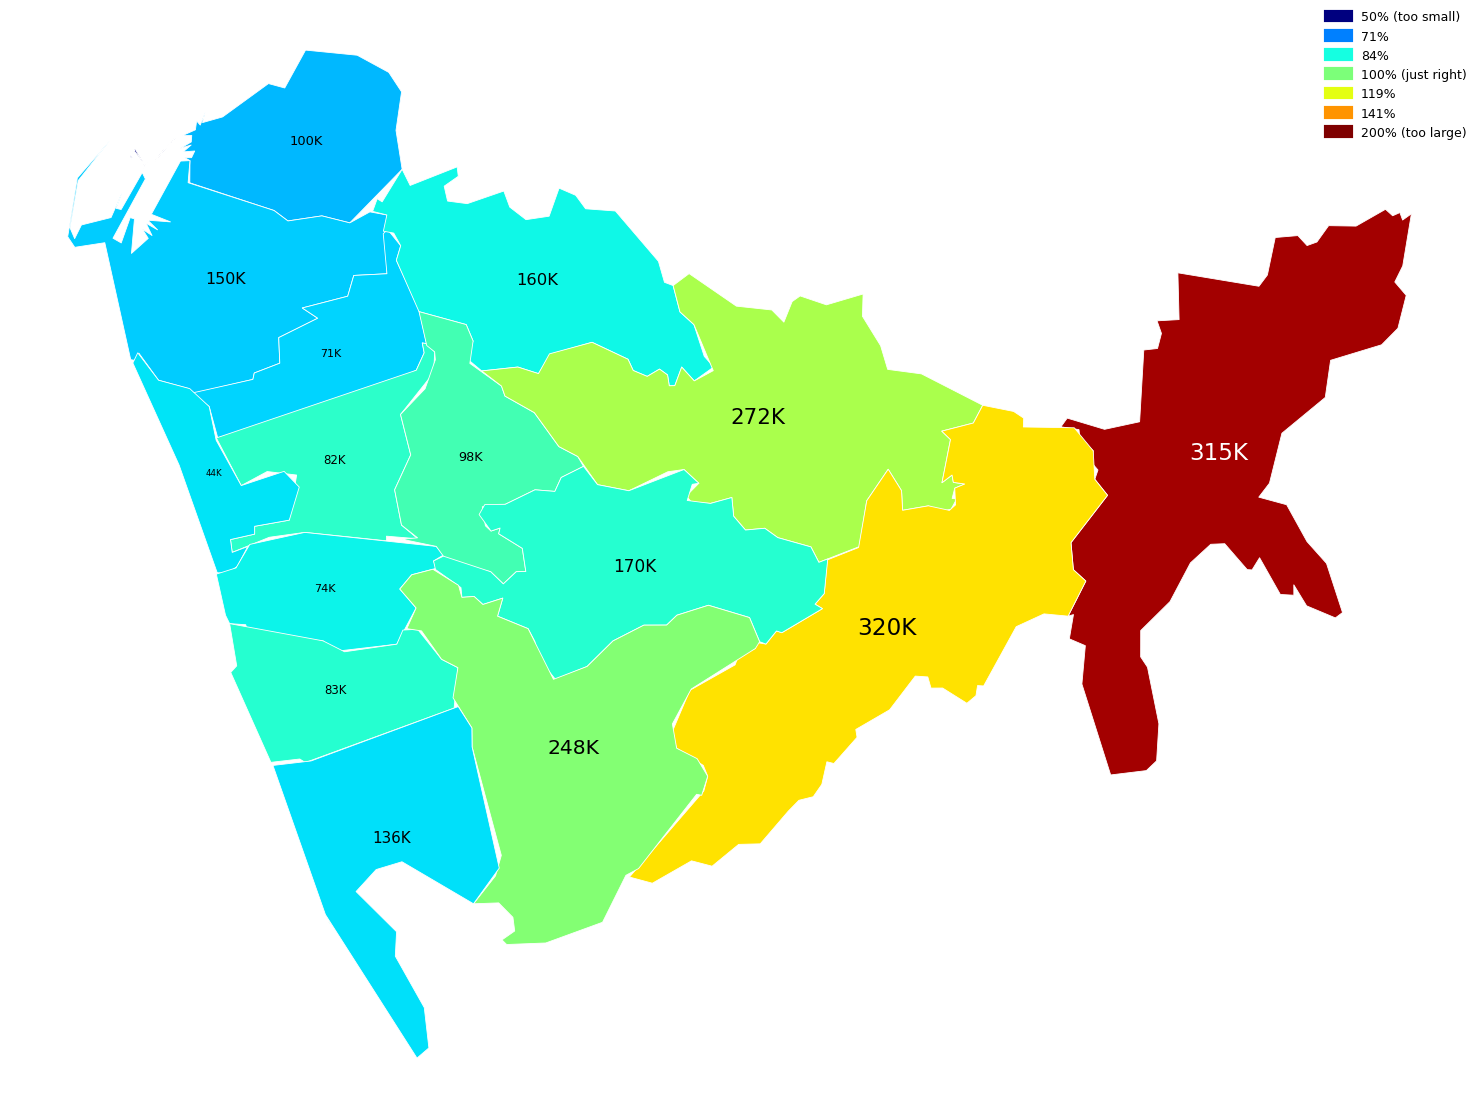 50% (too small)
71%
84%
100% (just right)
119%
141%
200% (too large)
100K
150K
160K
71K
272K
315K
82K
98K
44K
170K
74K
320K
83K
248K
136K